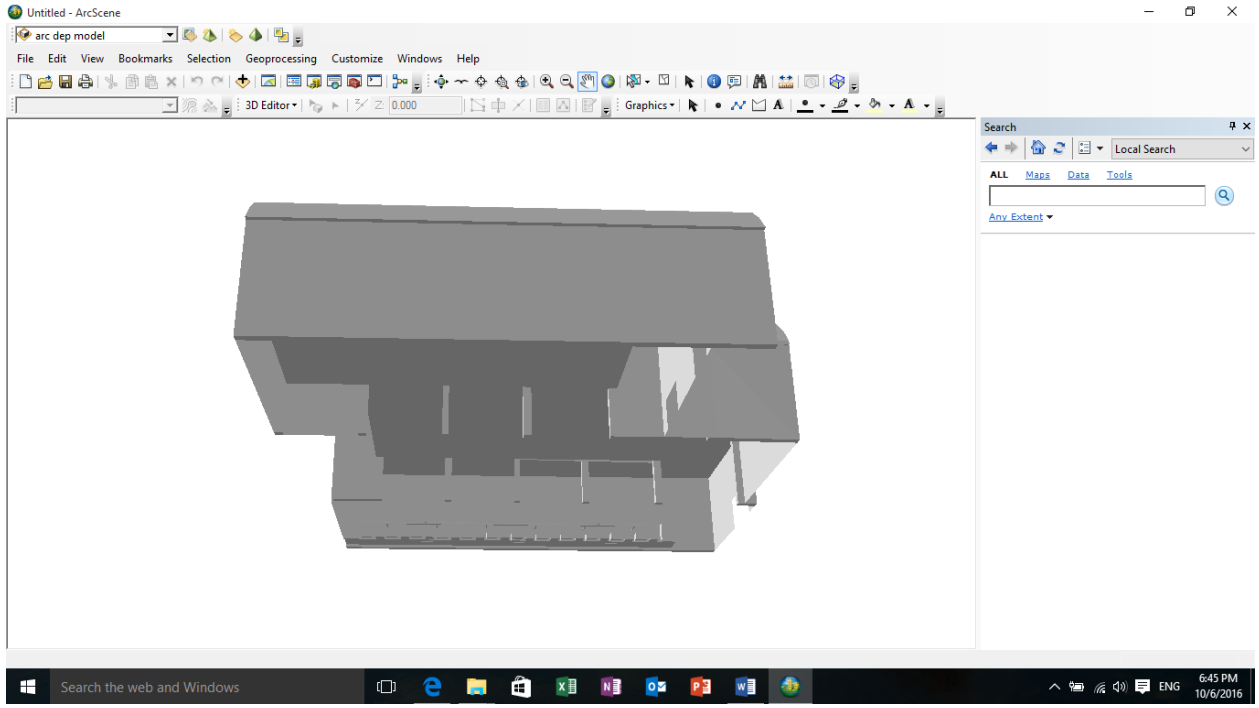 Untitled - ArcScene
arc dep model
File Edit View Bookmarks Selection Geoprocessing Customize Windows Help
3D Editor Z: 0.000 Graphics A A
Search
Local Search
ALL Maps Data Tools
Any Extent
Search the web and Windows
ENG
6:45 PM
10/6/2016